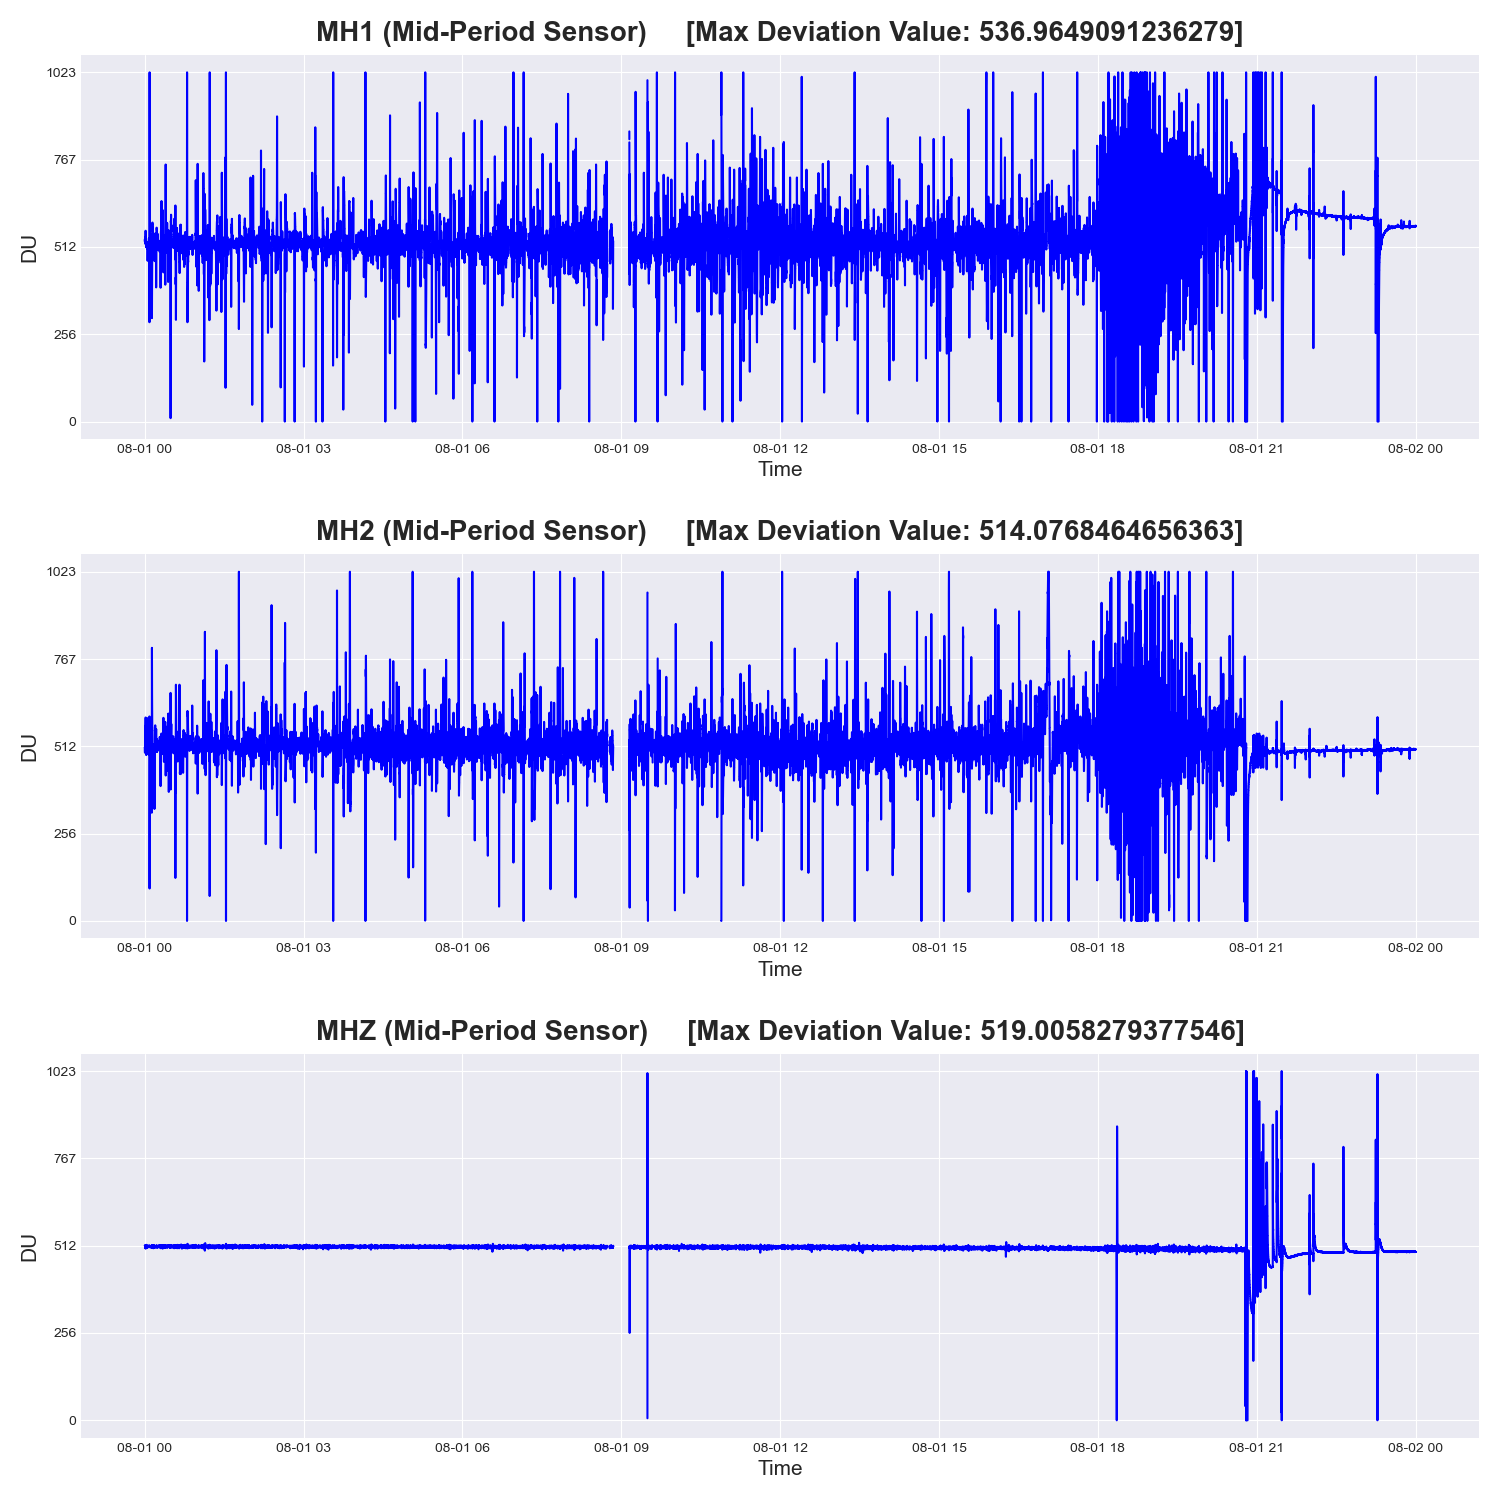 MH1 (Mid-Period Sensor) [Max Deviation Value: 536.9649091236279]
1023
767
512
256
0
DU
08-01 00 08-01 03 08-01 06 08-01 09 08-01 12 08-01 15 08-01 18 08-01 21 08-02 00
Time
MH2 (Mid-Period Sensor) [Max Deviation Value: 514.0768464656363]
1023
767
512
256
0
DU
08-01 00 08-01 03 08-01 06 08-01 09 08-01 12 08-01 15 08-01 18 08-01 21 08-02 00
Time
MHZ (Mid-Period Sensor) [Max Deviation Value: 519.0058279377546]
1023
767
512
256
0
DU
08-01 00 08-01 03 08-01 06 08-01 09 08-01 12 08-01 15 08-01 18 08-01 21 08-02 00
Time